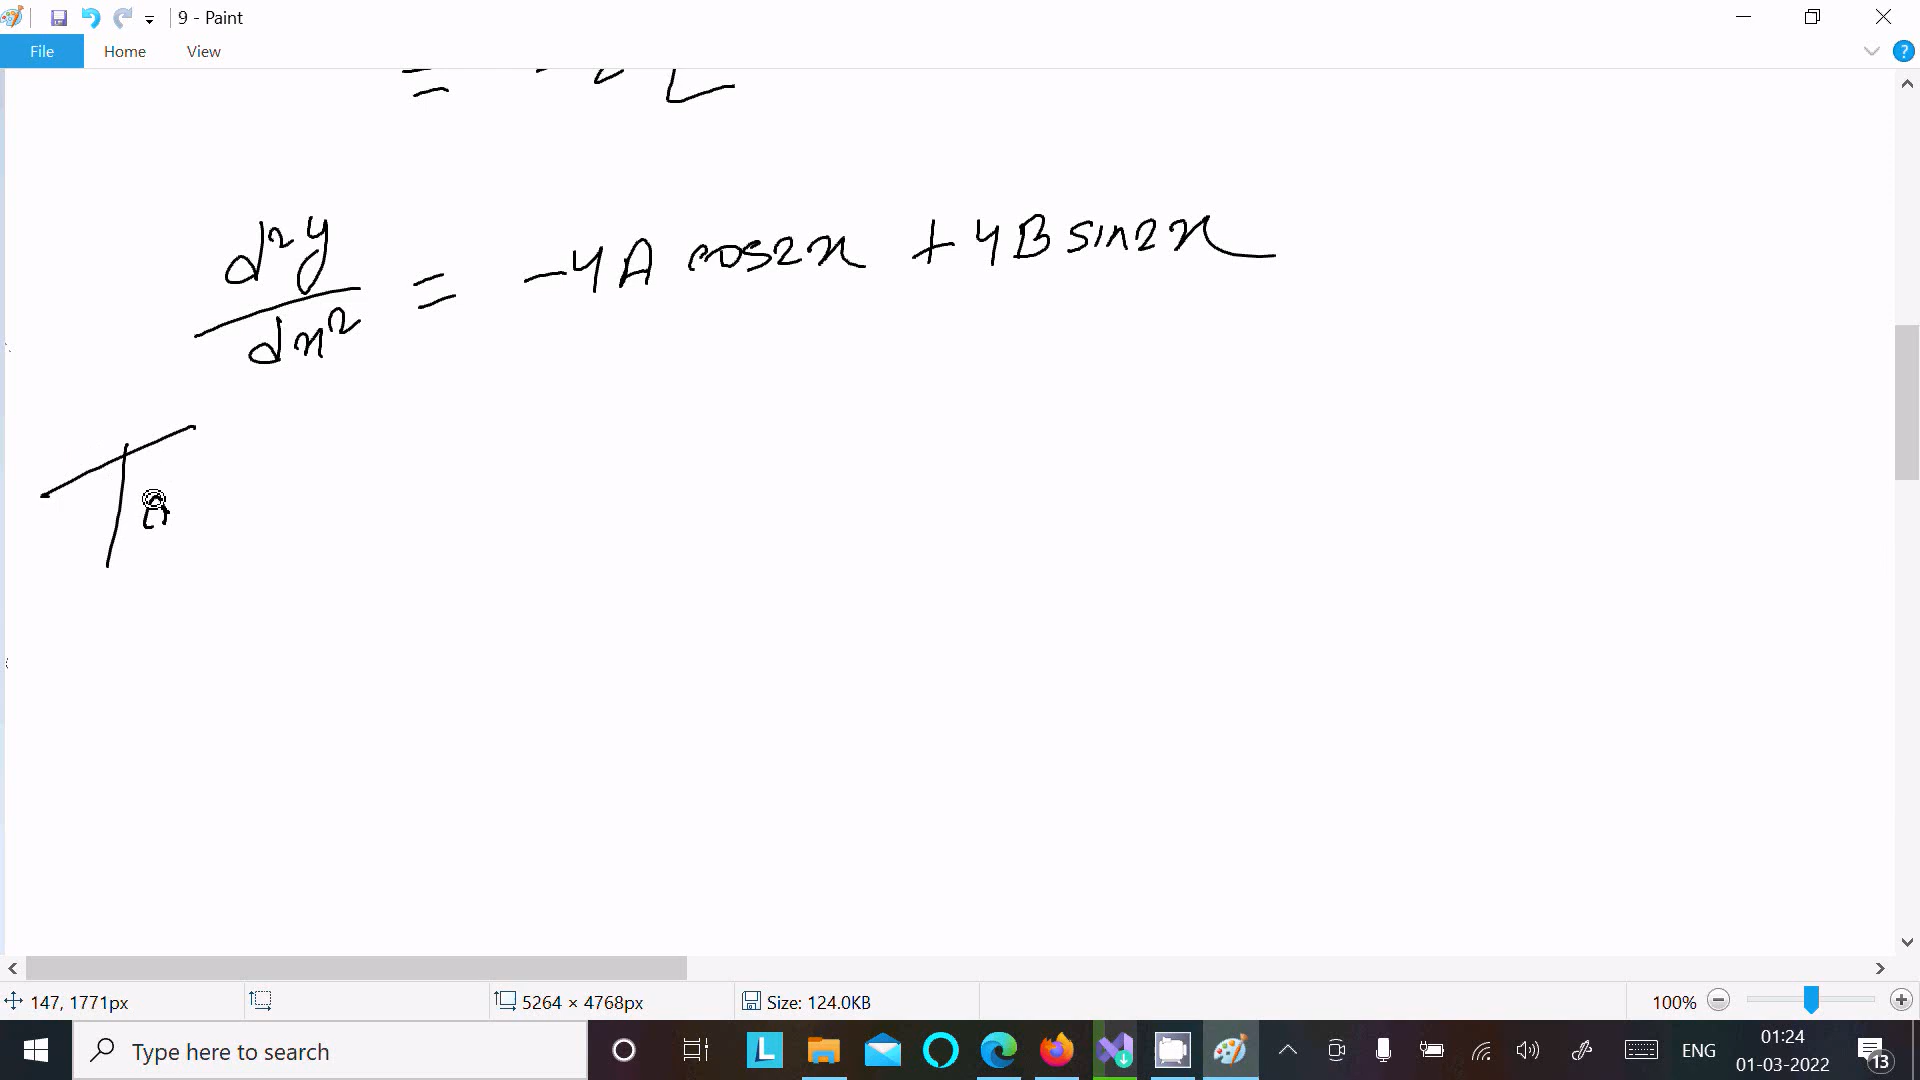 9 - Paint
File Home View
d²y/dx² = -4A cos2x + 4B sin2x
147, 1771px
5264 × 4768px
Size: 124.0KB
100%
Type here to search
L
ENG
01:24
01-03-2022
13